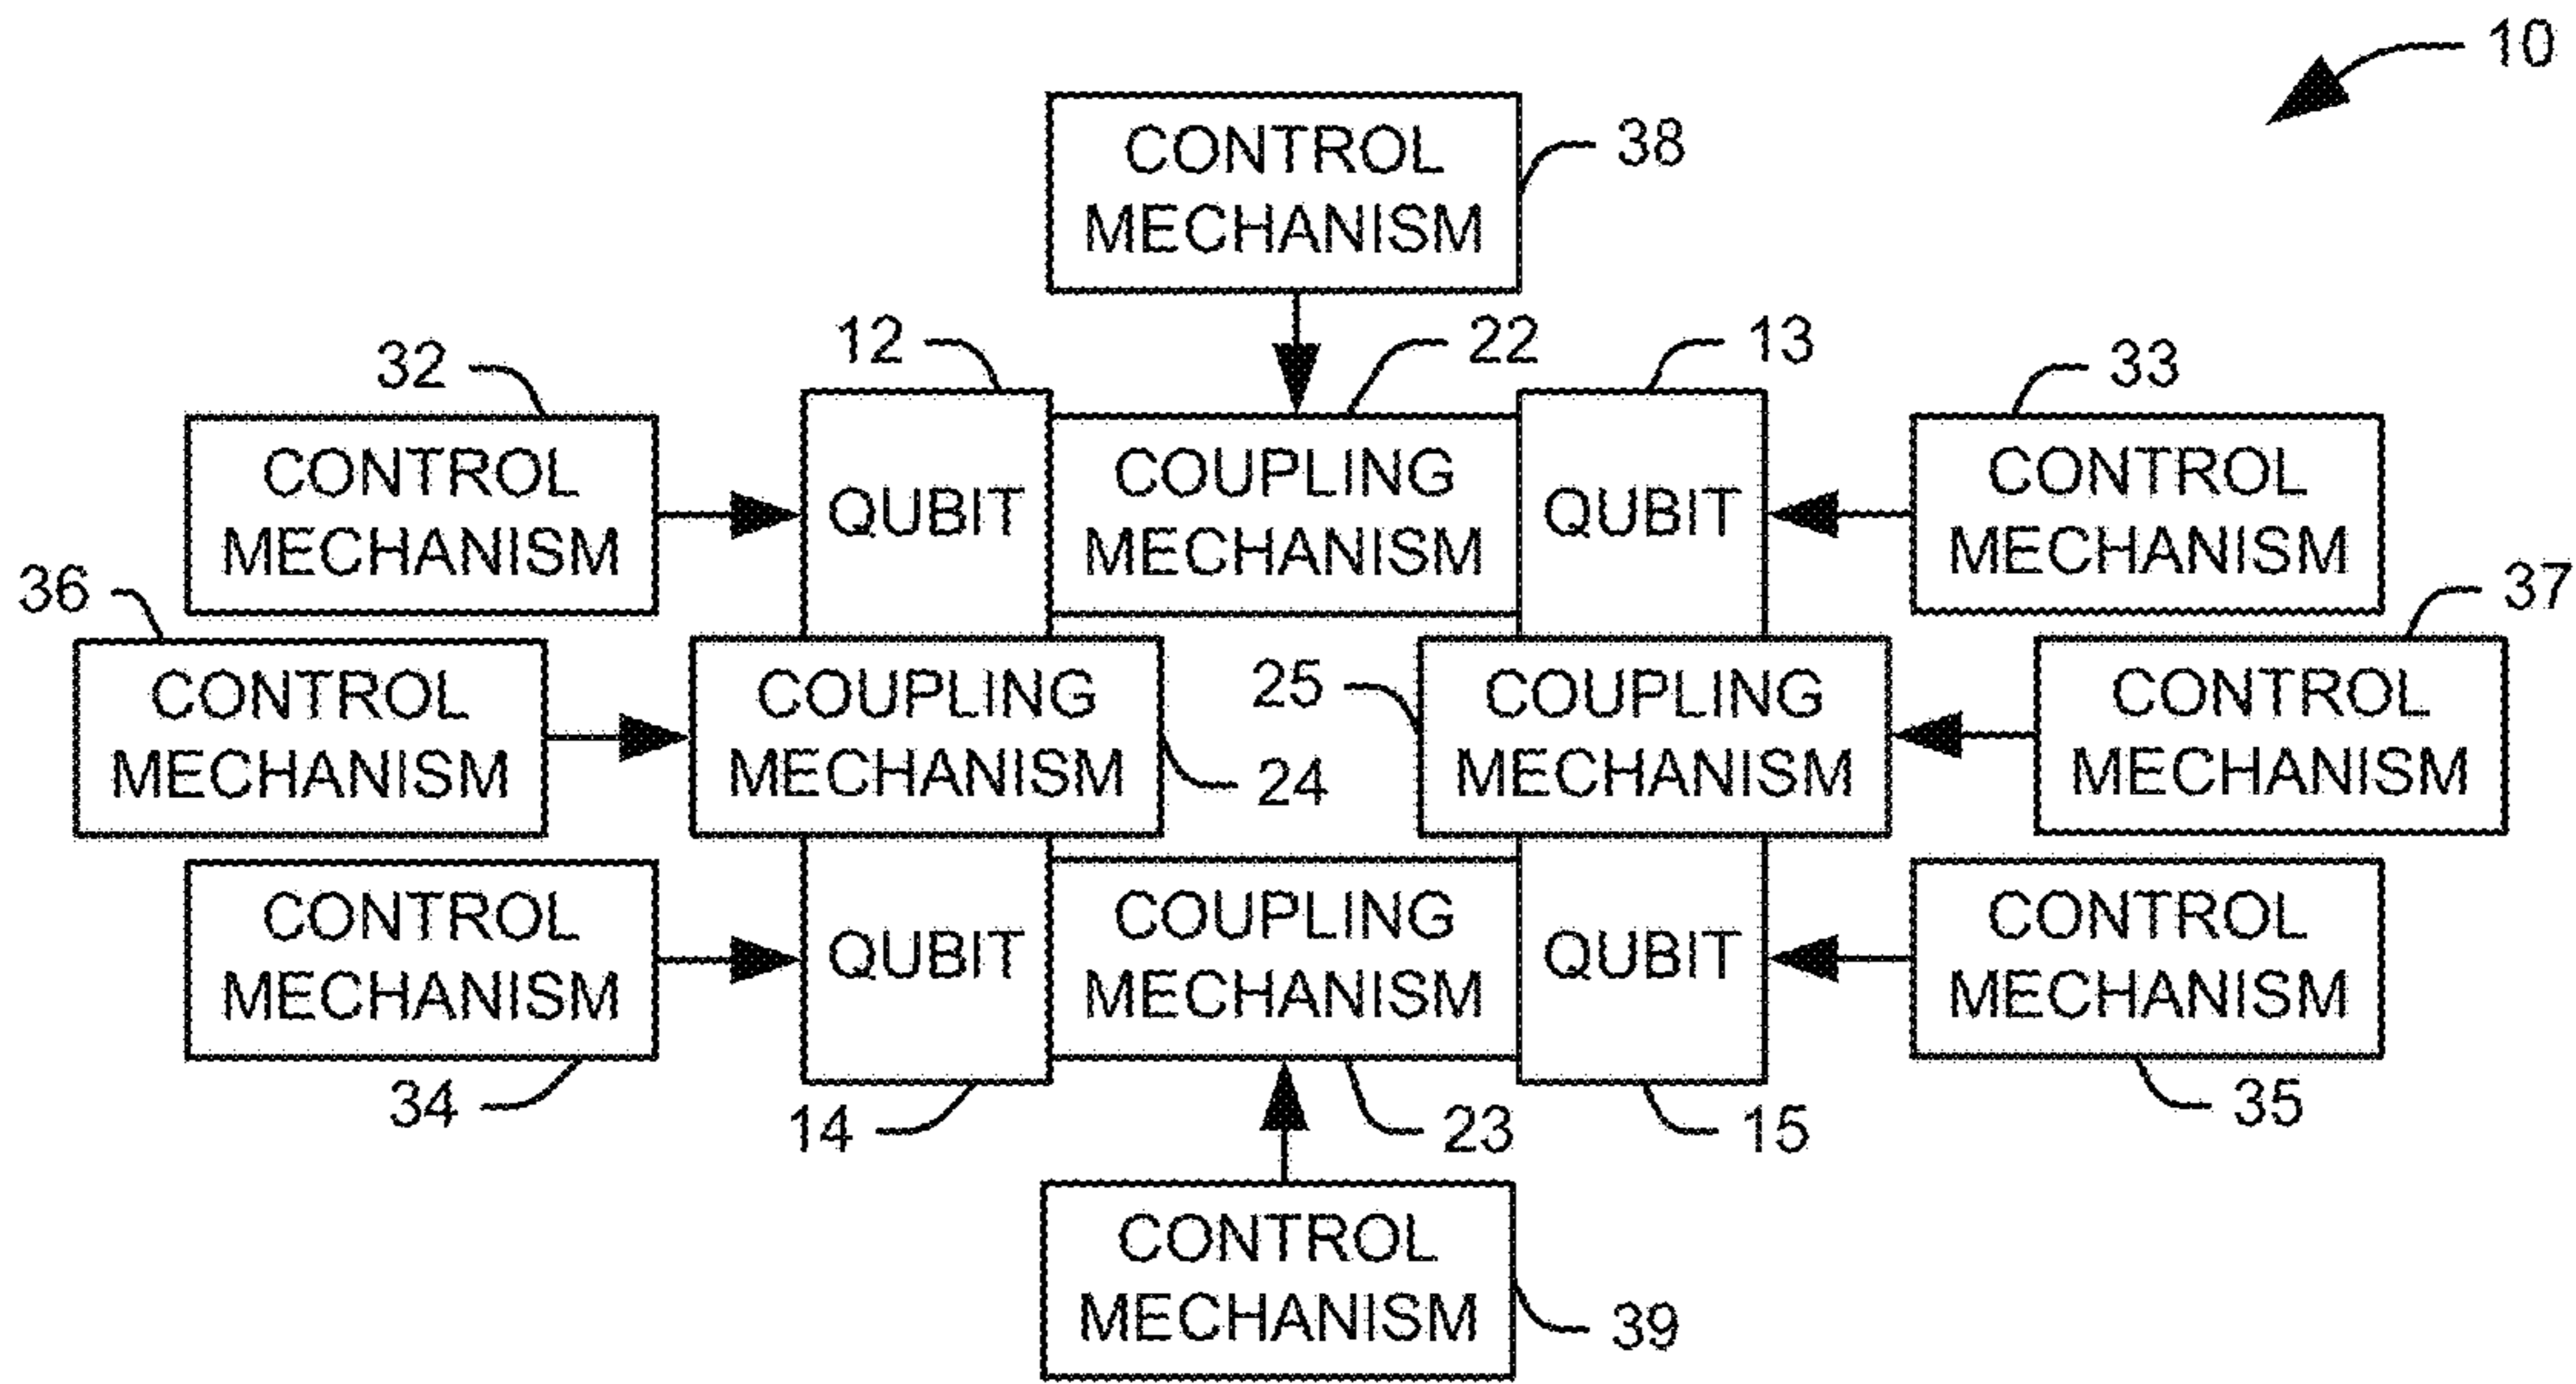 10
CONTROL
MECHANISM
38
12
22
13
32
33
CONTROL
MECHANISM
QUBIT
COUPLING
MECHANISM
QUBIT
CONTROL
MECHANISM
36
37
CONTROL
MECHANISM
COUPLING
MECHANISM
24
25
COUPLING
MECHANISM
CONTROL
MECHANISM
CONTROL
MECHANISM
QUBIT
COUPLING
MECHANISM
QUBIT
CONTROL
MECHANISM
34
14
23
15
35
CONTROL
MECHANISM
39